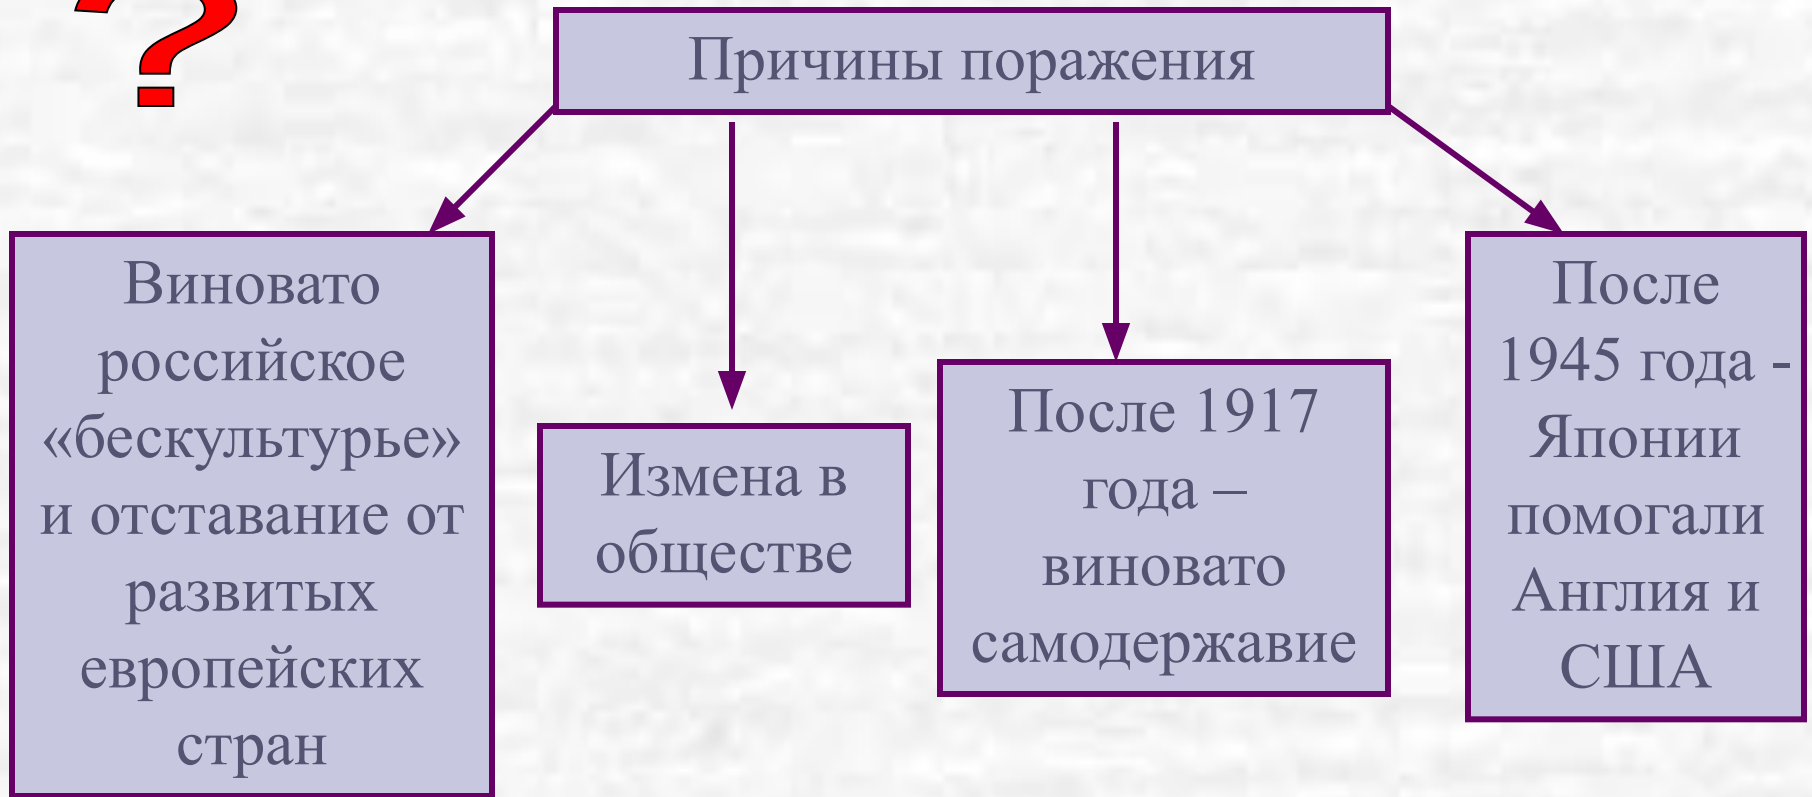 ?
Причины поражения
Виновато
российское
«бескультурье»
и отставание от
развитых
европейских
стран
Измена в
обществе
После 1917
года –
виновато
самодержавие
После
1945 года -
Японии
помогали
Англия и
США